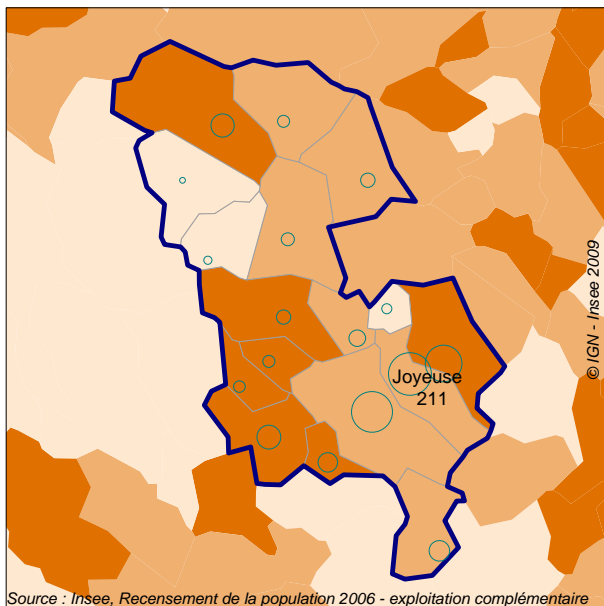 © IGN - Insee 2009
Joyeuse
211
Source : Insee, Recensement de la population 2006 - exploitation complémentaire